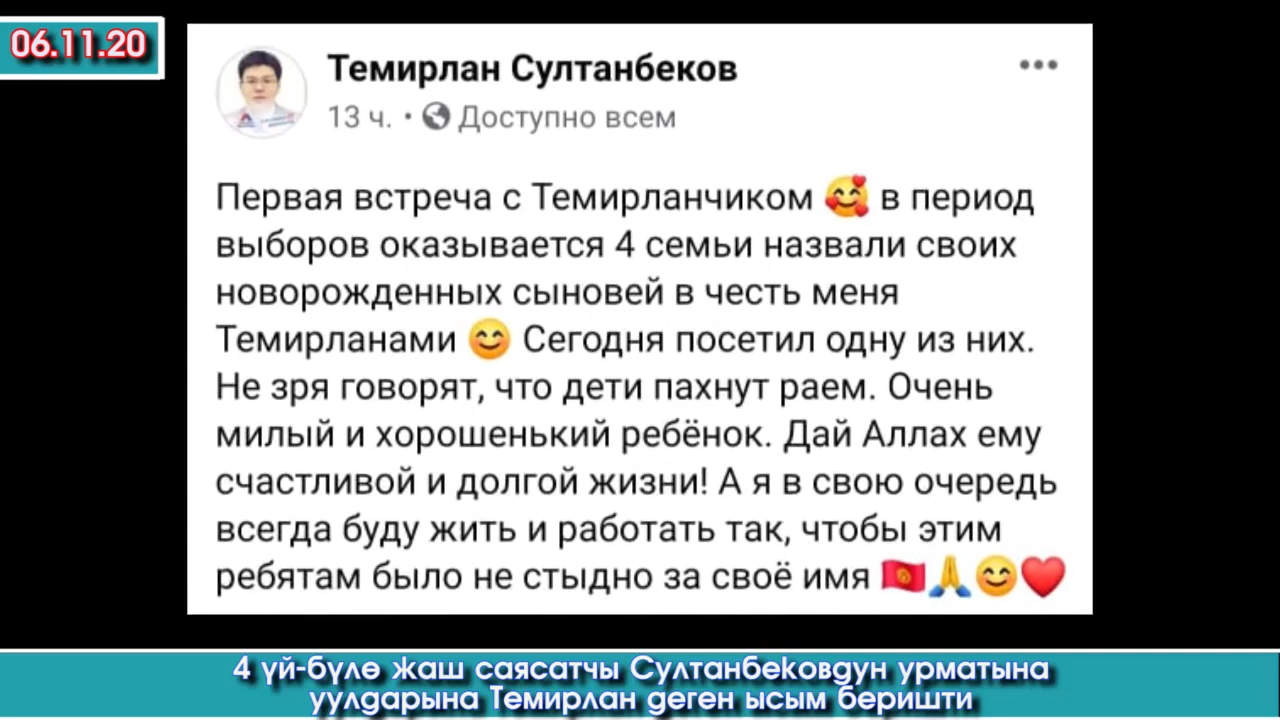 06.11.20
Темирлан Султанбеков
13 ч. · Доступно всем
Первая встреча с Темирланчиком 🥰 в период
выборов оказывается 4 семьи назвали своих
новорожденных сыновей в честь меня
Темирланами 😊 Сегодня посетил одну из них.
Не зря говорят, что дети пахнут раем. Очень
милый и хорошенький ребёнок. Дай Аллах ему
счастливой и долгой жизни! А я в свою очередь
всегда буду жить и работать так, чтобы этим
ребятам было не стыдно за своё имя 🇰🇬🙏😊❤️
4 үй-бүлө жаш саясатчы Султанбековдун урматына
уулдарына Темирлан деген ысым беришти